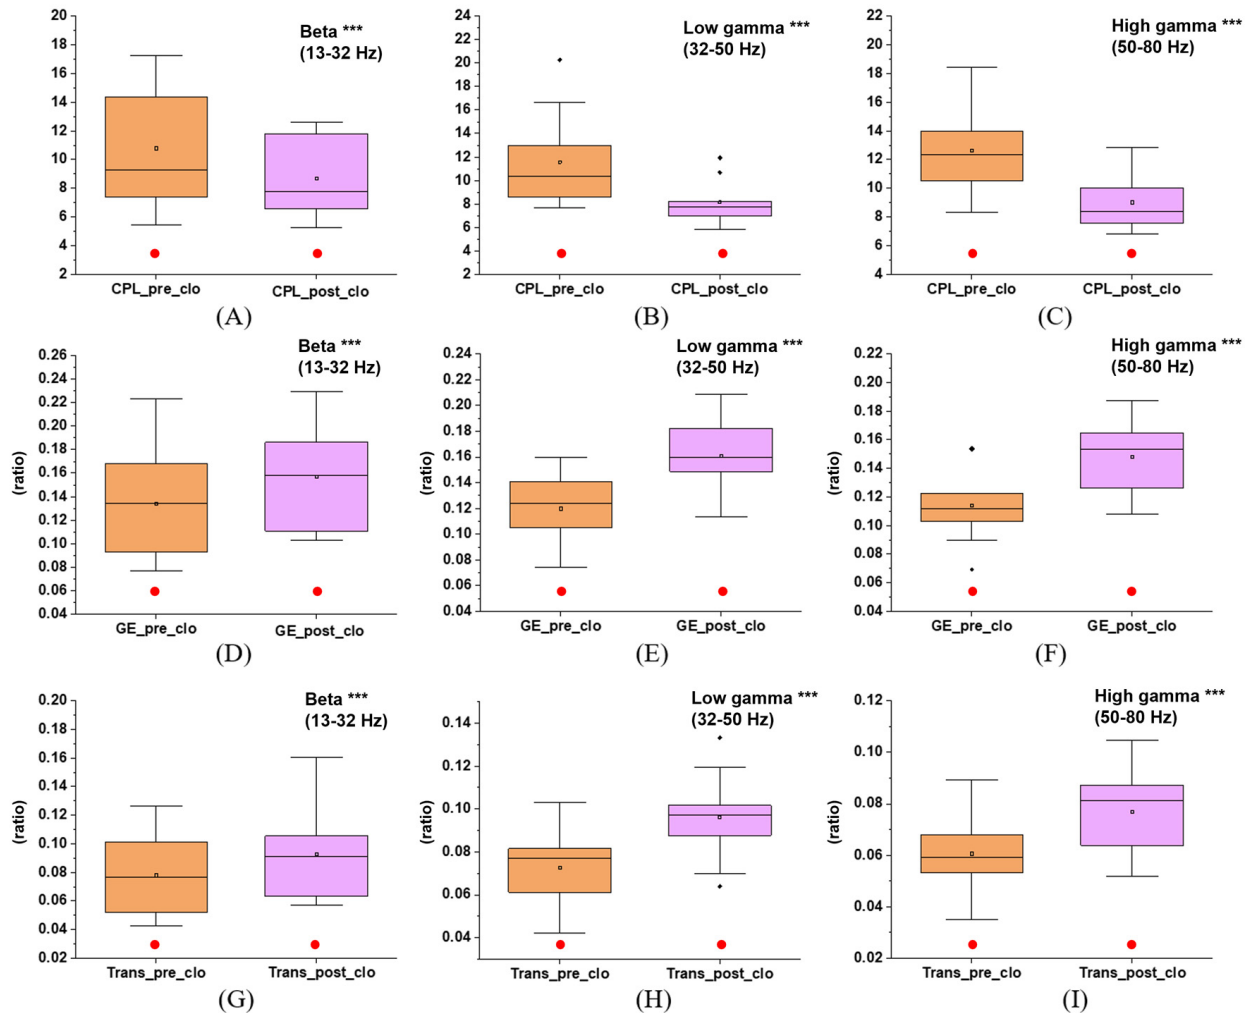 20
18
16
14
12
10
8
6
4
2
Beta ***
(13-32 Hz)
CPL_pre_clo
CPL_post_clo
(A)
24
22
20
18
16
14
12
10
8
6
4
2
Low gamma ***
(32-50 Hz)
CPL_pre_clo
CPL_post_clo
(B)
22
20
18
16
14
12
10
8
6
4
High gamma ***
(50-80 Hz)
CPL_pre_clo
CPL_post_clo
(C)
(ratio)
0.26
0.24
0.22
0.20
0.18
0.16
0.14
0.12
0.10
0.08
0.06
0.04
Beta ***
(13-32 Hz)
GE_pre_clo
GE_post_clo
(D)
(ratio)
0.24
0.22
0.20
0.18
0.16
0.14
0.12
0.10
0.08
0.06
0.04
Low gamma ***
(32-50 Hz)
GE_pre_clo
GE_post_clo
(E)
(ratio)
0.22
0.20
0.18
0.16
0.14
0.12
0.10
0.08
0.06
0.04
High gamma ***
(50-80 Hz)
GE_pre_clo
GE_post_clo
(F)
(ratio)
0.20
0.18
0.16
0.14
0.12
0.10
0.08
0.06
0.04
0.02
Beta ***
(13-32 Hz)
Trans_pre_clo
Trans_post_clo
(G)
(ratio)
0.14
0.12
0.10
0.08
0.06
0.04
Low gamma ***
(32-50 Hz)
Trans_pre_clo
Trans_post_clo
(H)
(ratio)
0.12
0.10
0.08
0.06
0.04
0.02
High gamma ***
(50-80 Hz)
Trans_pre_clo
Trans_post_clo
(I)